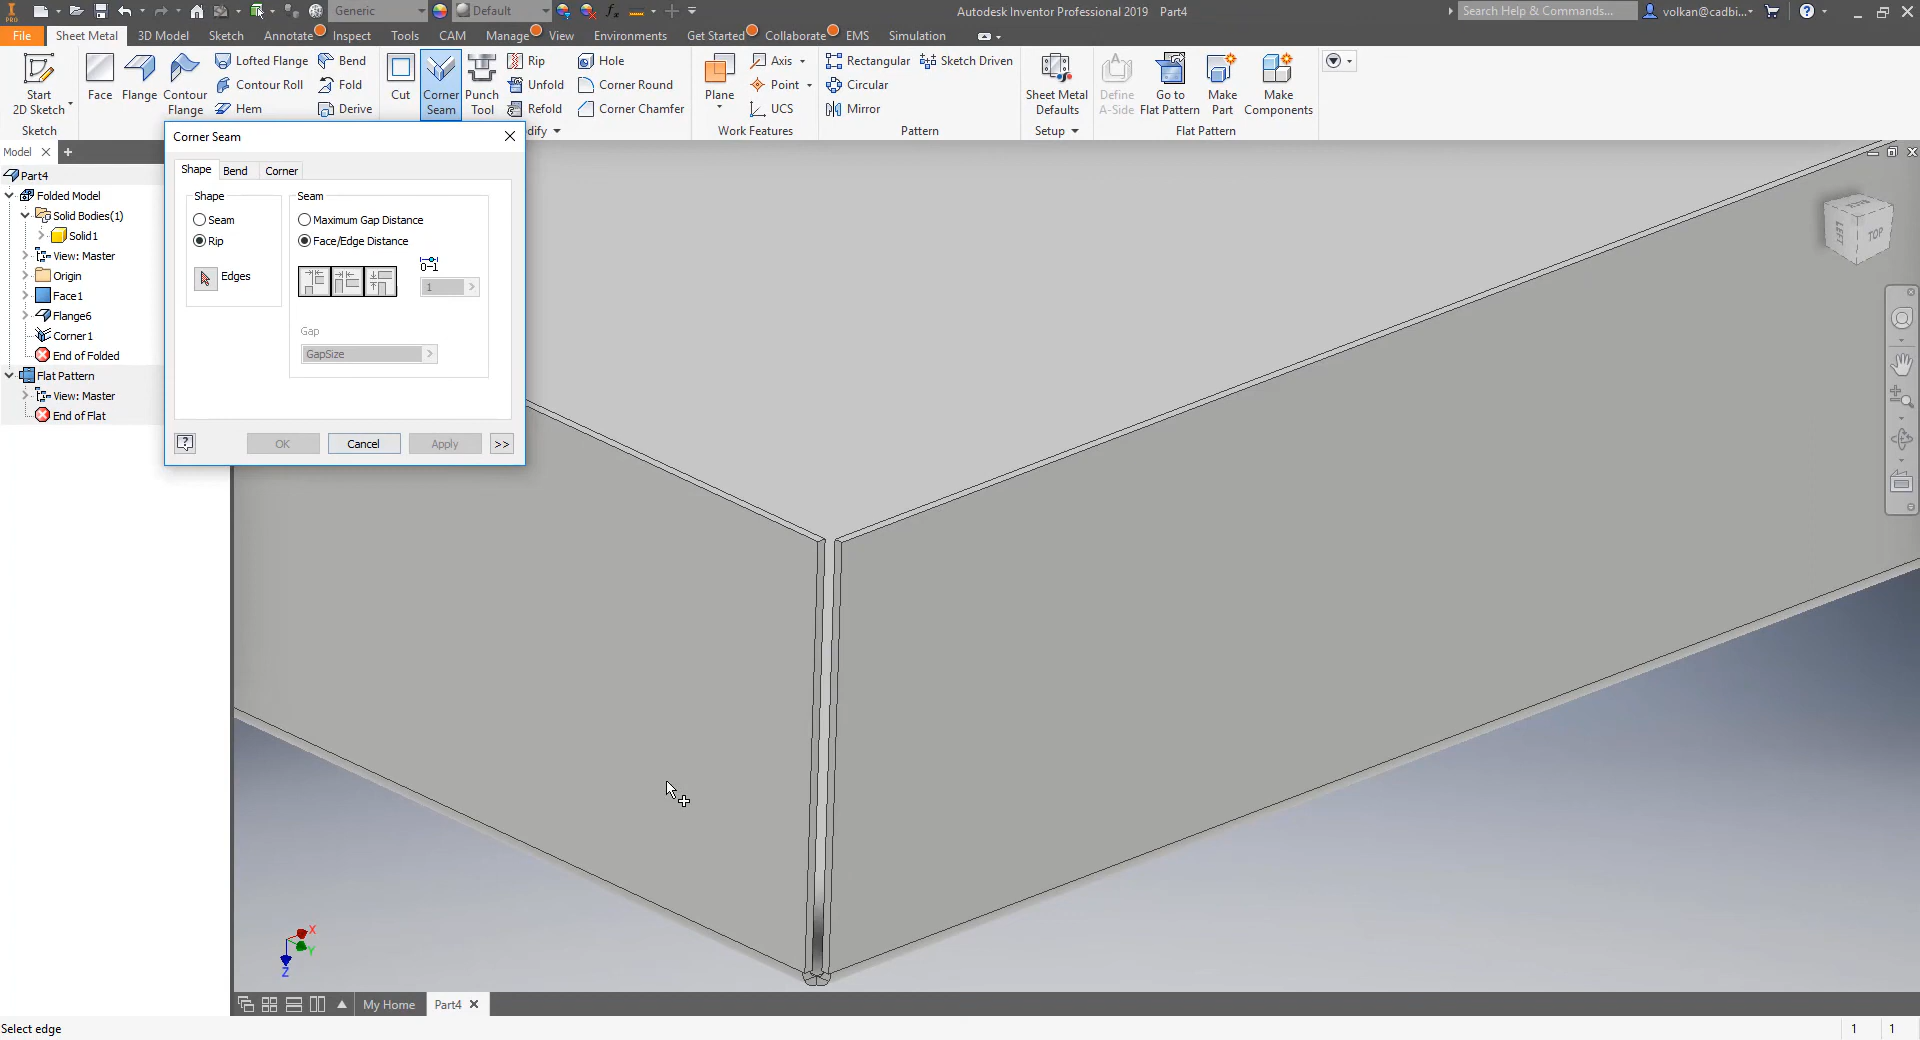 PRO
Generic
Default
Autodesk Inventor Professional 2019 Part4
Search Help & Commands...
volkan@cadbi...
File
Sheet Metal
3D Model
Sketch
Annotate
Inspect
Tools
CAM
Manage
View
Environments
Get Started
Collaborate
EMS
Simulation
Start
2D Sketch
Sketch
Face
Flange
Contour
Flange
Lofted Flange
Contour Roll
Hem
Bend
Fold
Derive
Cut
Corner
Seam
Punch
Tool
Rip
Unfold
Refold
Hole
Corner Round
Corner Chamfer
dify
Plane
Axis
Point
UCS
Work Features
Rectangular
Sketch Driven
Circular
Mirror
Pattern
Sheet Metal
Defaults
Setup
Define
A-Side
Go to
Flat Pattern
Make
Part
Make
Components
Flat Pattern
Model
Part4
Folded Model
Solid Bodies(1)
Solid1
View: Master
Origin
Face1
Flange6
Corner1
End of Folded
Flat Pattern
View: Master
End of Flat
Corner Seam
Shape
Bend
Corner
Shape
Seam
Rip
Edges
Seam
Maximum Gap Distance
Face/Edge Distance
0-1
1
Gap
GapSize
OK
Cancel
Apply
>>
BACK
LEFT
TOP
X
Y
Z
My Home
Part4
Select edge
1
1